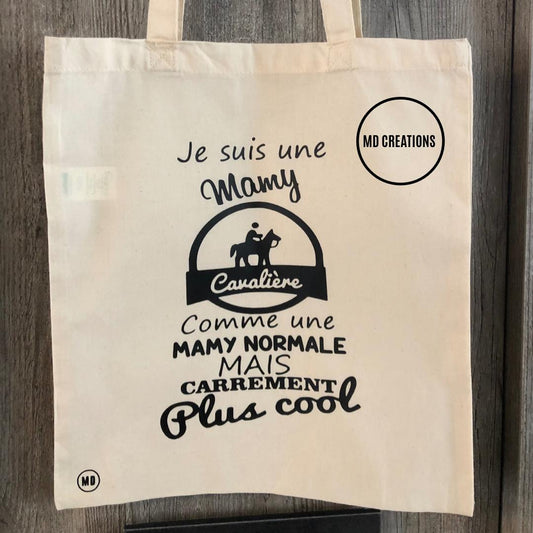 Je suis une
Mamy
MD CREATIONS
Cavalière
Comme une
MAMY NORMALE
MAIS
CARREMENT
Plus cool
MD